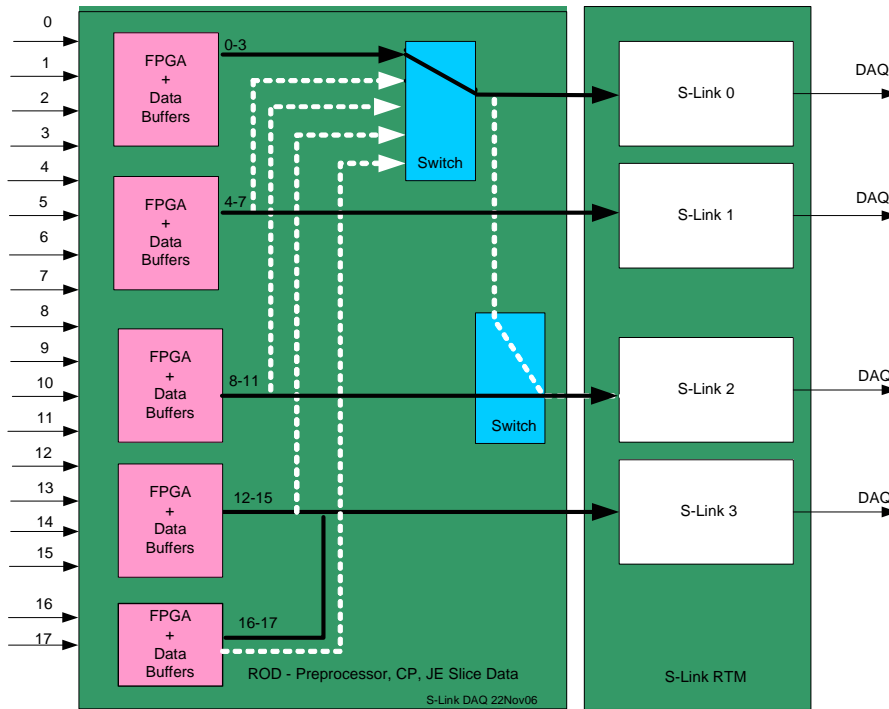 0
1
2
3
4
5
6
7
8
9
10
11
12
13
14
15
16
17
FPGA
+
Data
Buffers
0-3
FPGA
+
Data
Buffers
4-7
FPGA
+
Data
Buffers
8-11
FPGA
+
Data
Buffers
12-15
FPGA
+
Data
Buffers
16-17
Switch
Switch
ROD - Preprocessor, CP, JE Slice Data
S-Link DAQ 22Nov06
S-Link 0
S-Link 1
S-Link 2
S-Link 3
S-Link RTM
DAQ
DAQ
DAQ
DAQ